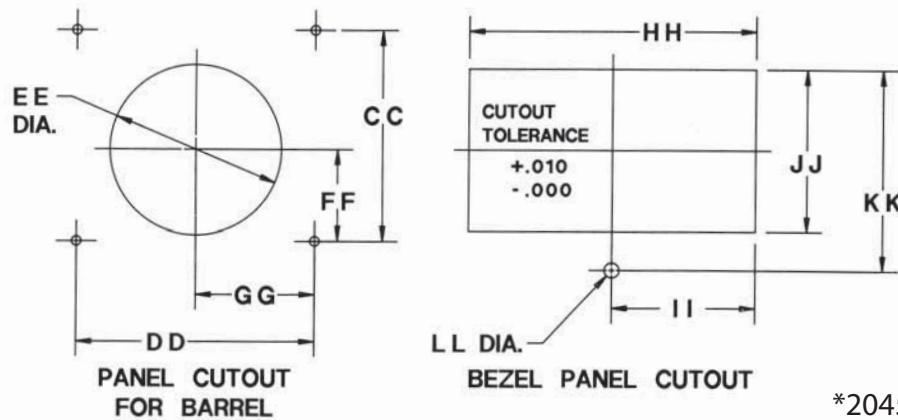 EE
DIA.
CC
FF
GG
DD
PANEL CUTOUT
FOR BARREL
HH
CUTOUT
TOLERANCE
+.010
-.000
JJ
KK
II
LL DIA.
BEZEL PANEL CUTOUT